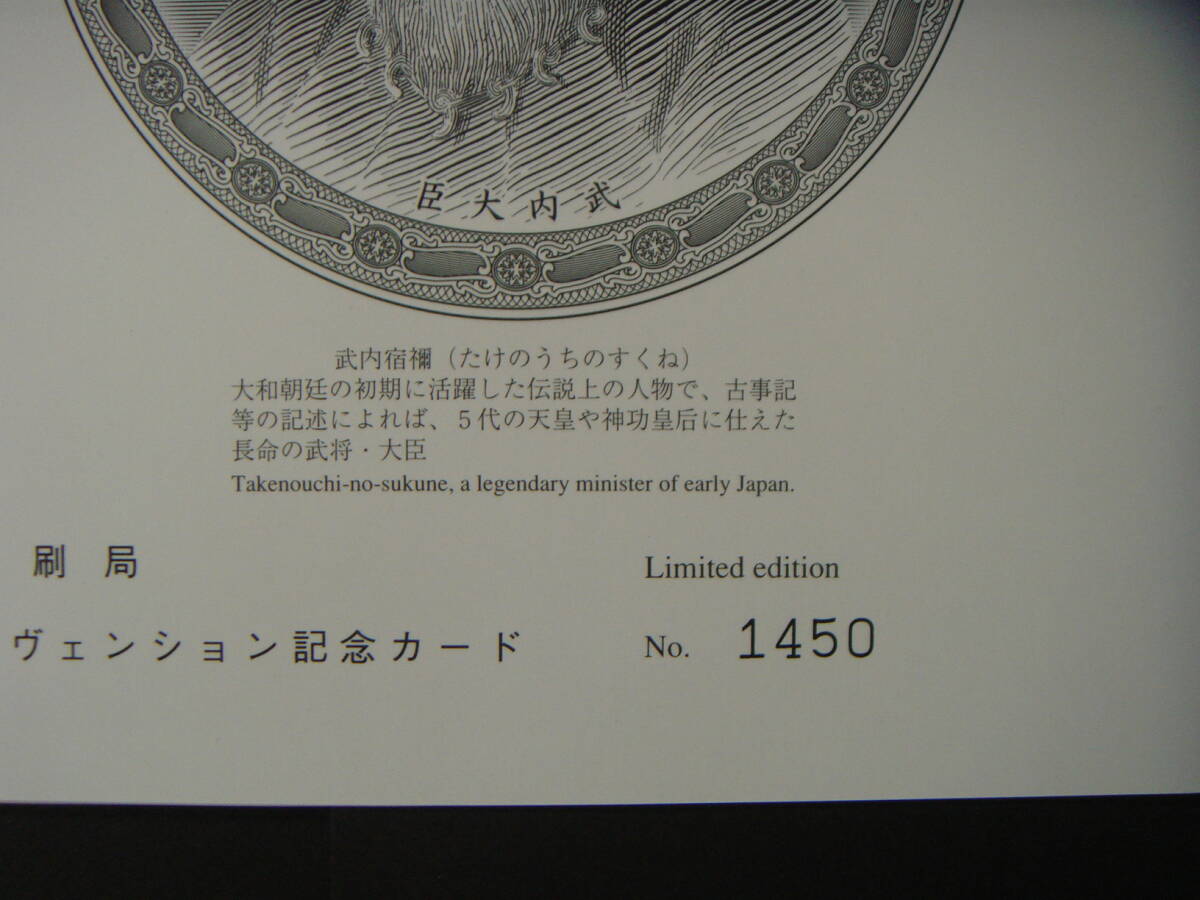 臣大内武
武内宿禰（たけのうちのすくね）
大和朝廷の初期に活躍した伝説上の人物で、古事記
等の記述によれば、５代の天皇や神功皇后に仕えた
長命の武将・大臣
Takenouchi-no-sukune, a legendary minister of early Japan.
刷局
Limited edition
ヴェンション記念カード
No. 1450